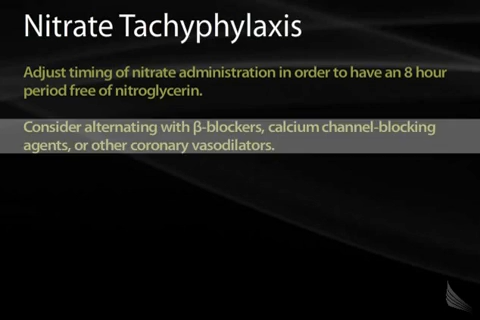 Nitrate Tachyphylaxis
Adjust timing of nitrate administration in order to have an 8 hour
period free of nitroglycerin.
Consider alternating with β-blockers, calcium channel-blocking
agents, or other coronary vasodilators.